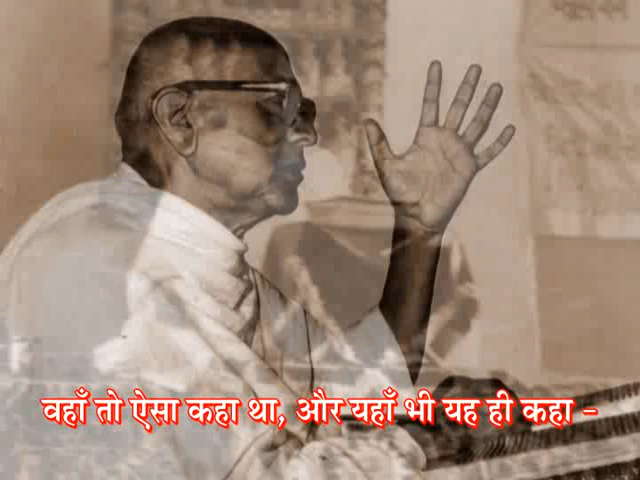 वहाँ तो ऐसा कहा था, और यहाँ भी यह ही कहा -